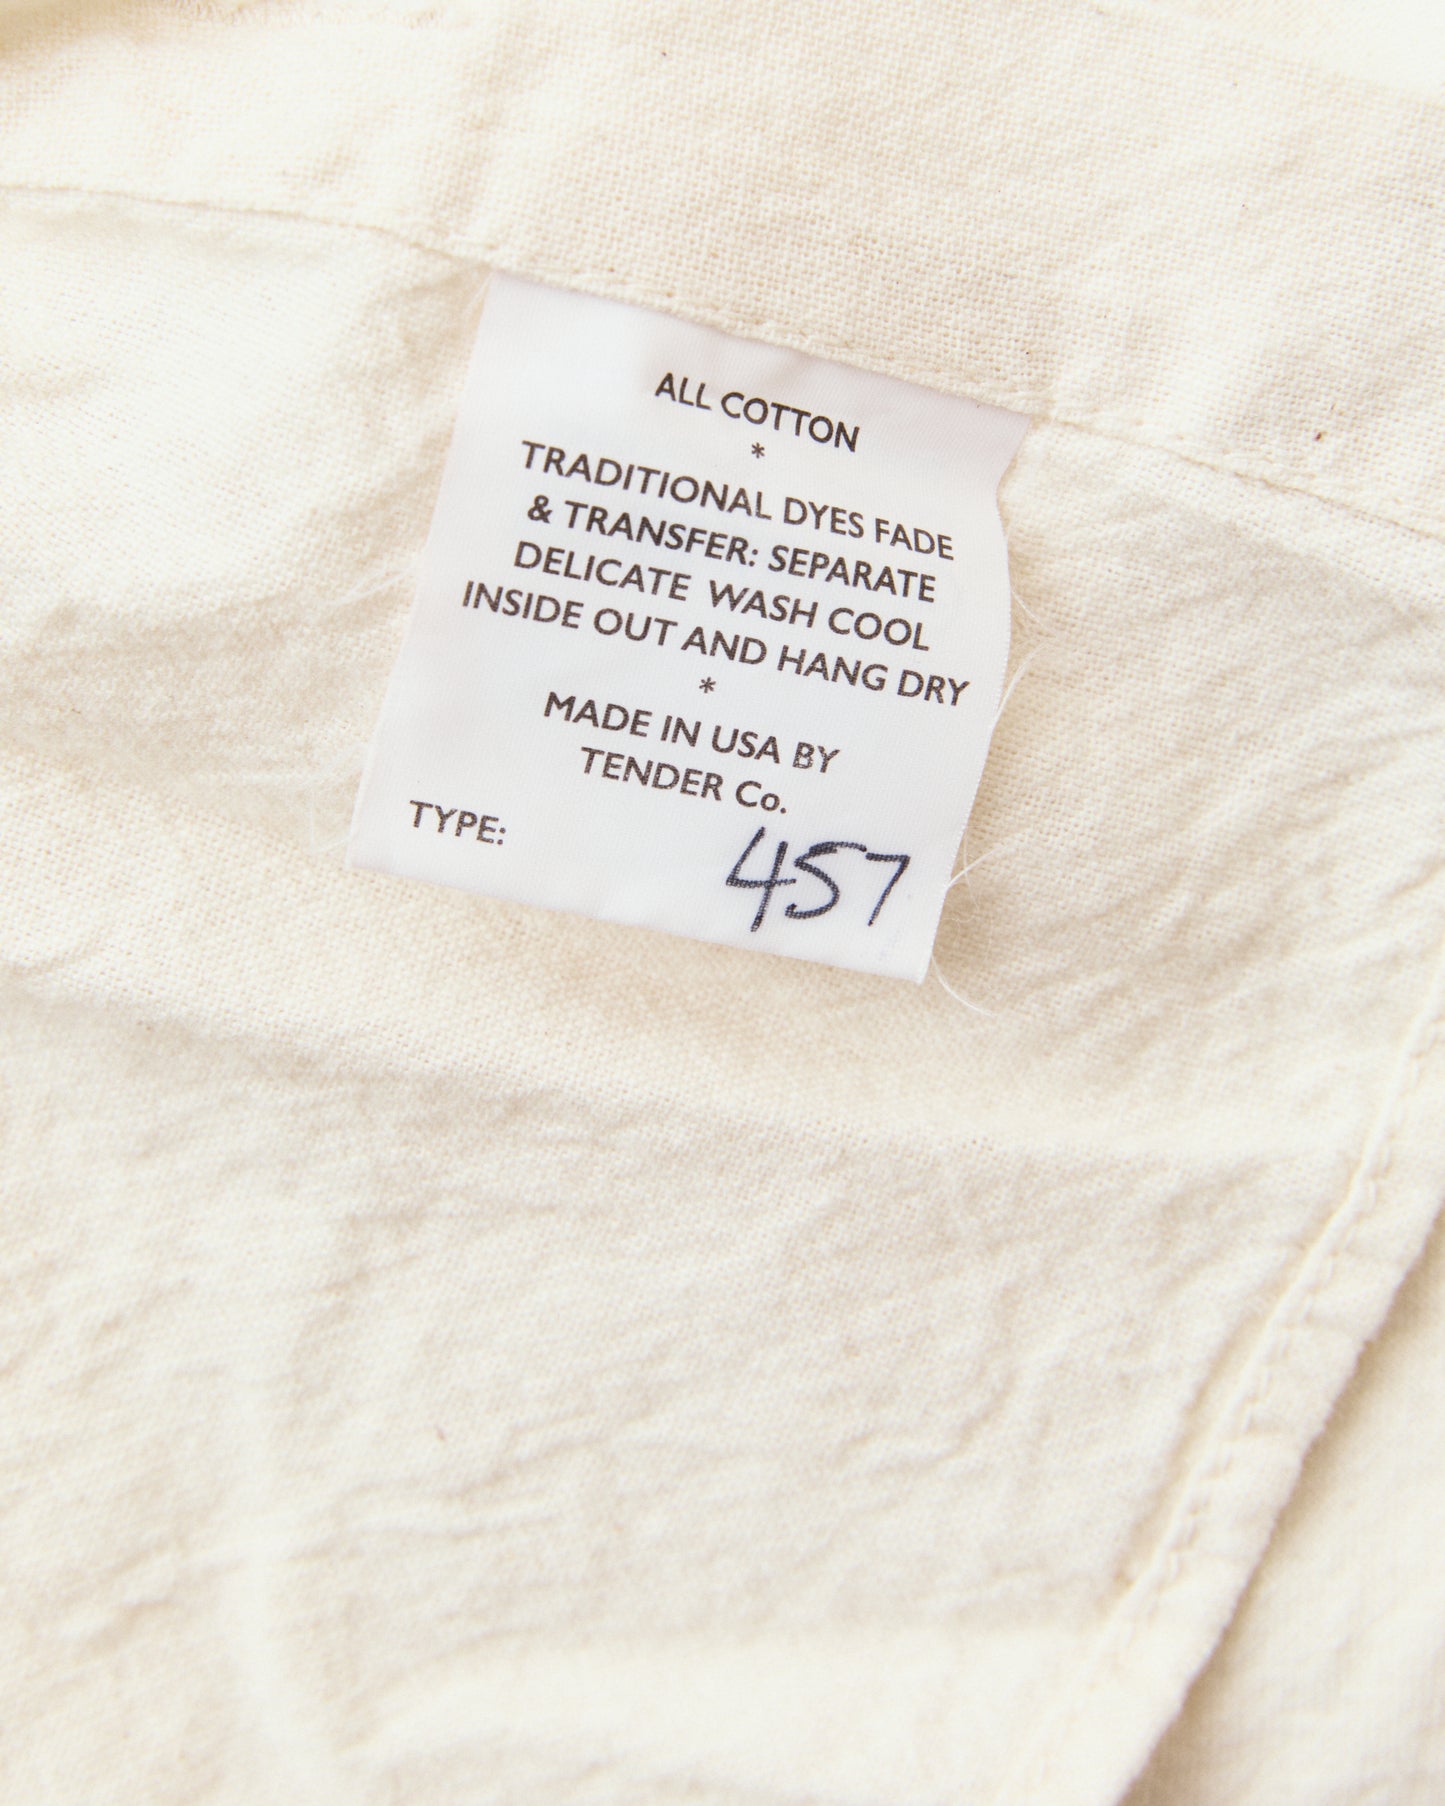 ALL COTTON
*
TRADITIONAL DYES FADE
& TRANSFER: SEPARATE
DELICATE WASH COOL
INSIDE OUT AND HANG DRY
*
MADE IN USA BY
TENDER Co.
TYPE: 457